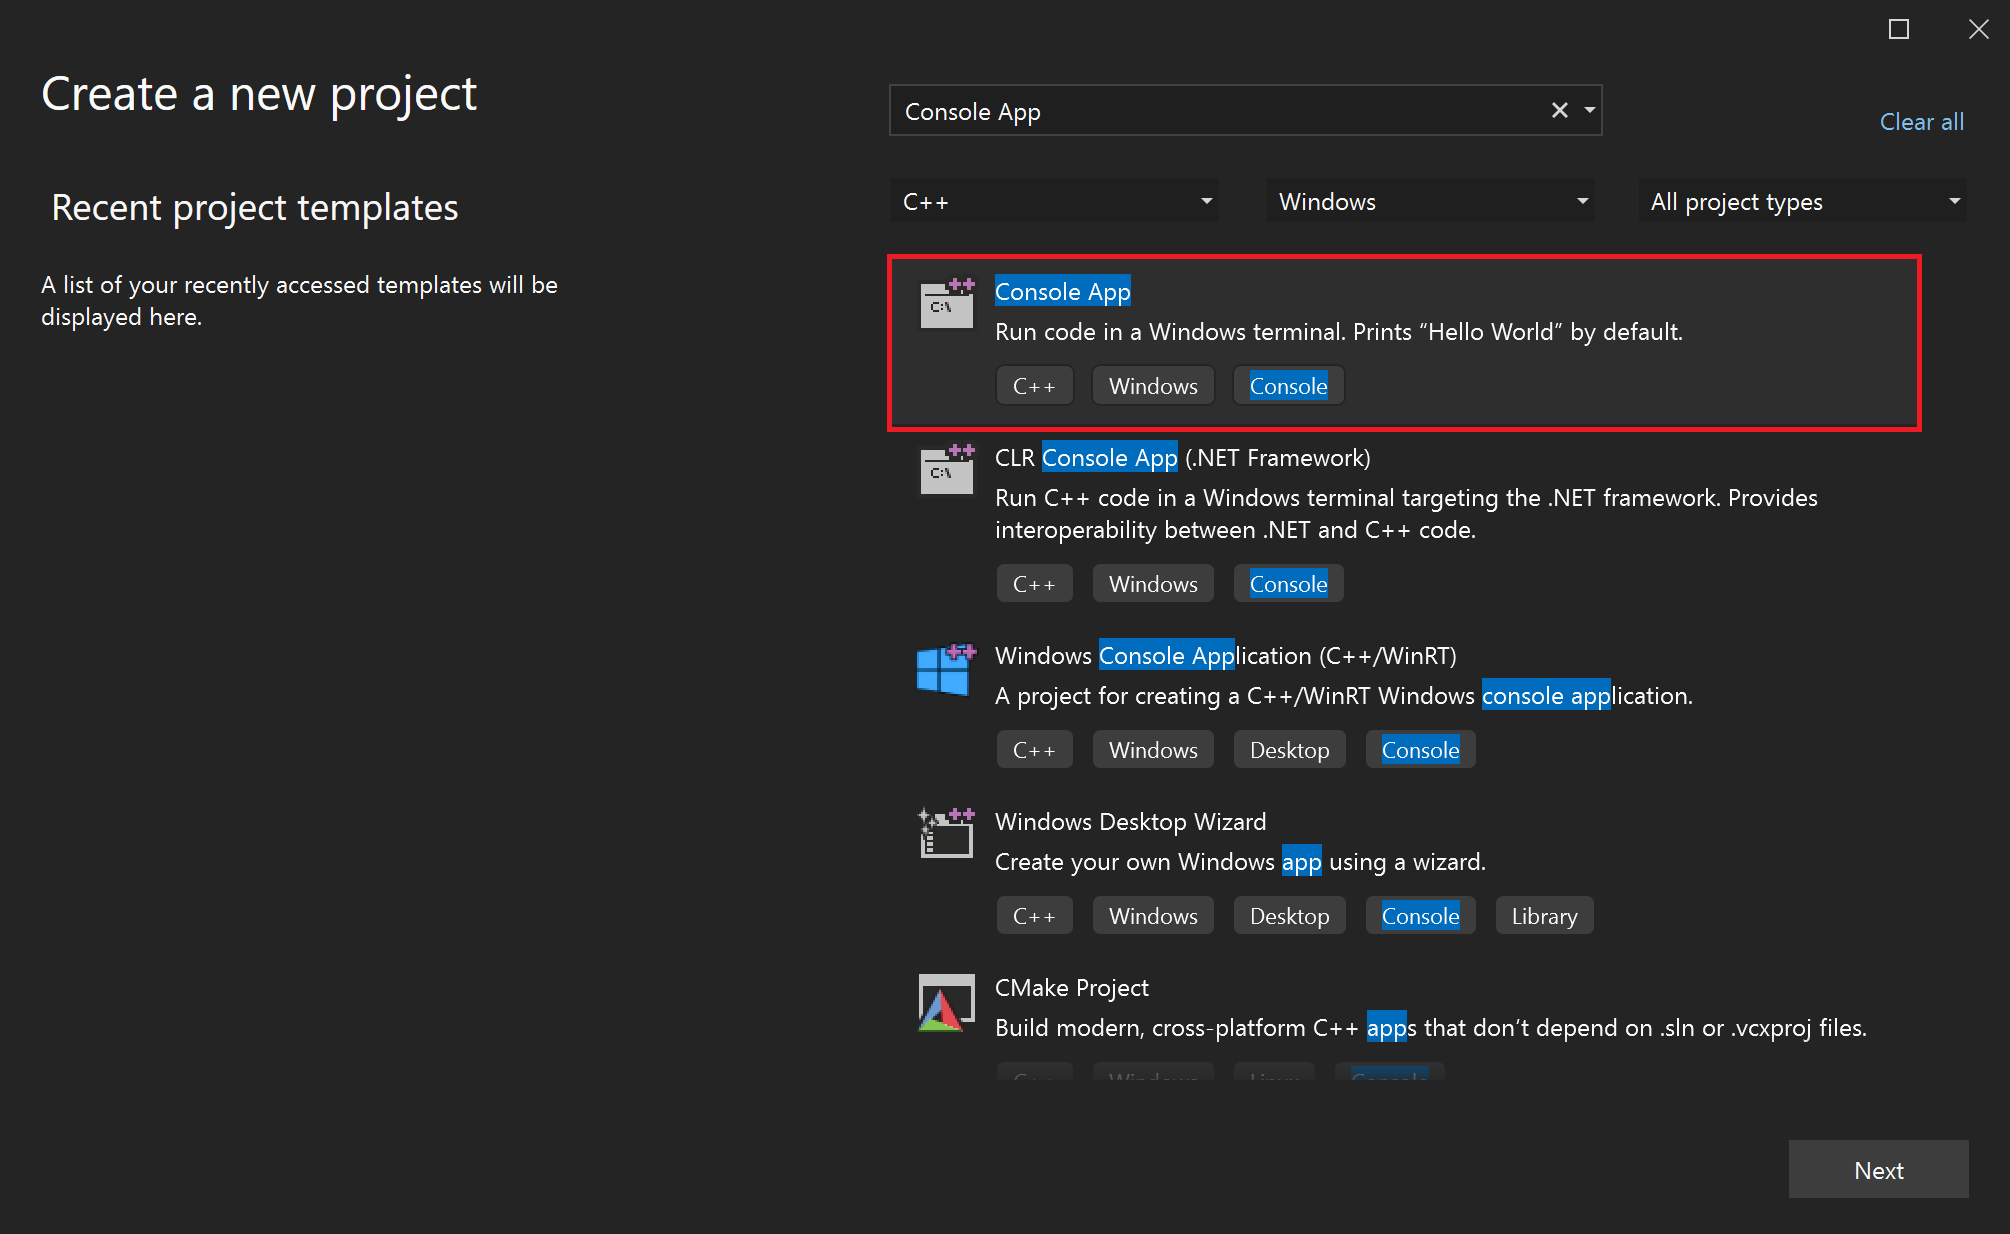 Create a new project
Console App
Clear all
Recent project templates
C++
Windows
All project types
A list of your recently accessed templates will be
displayed here.
C:\
Console App
Run code in a Windows terminal. Prints “Hello World” by default.
C++ Windows Console
C:\
CLR Console App (.NET Framework)
Run C++ code in a Windows terminal targeting the .NET framework. Provides
interoperability between .NET and C++ code.
C++ Windows Console
Windows Console Application (C++/WinRT)
A project for creating a C++/WinRT Windows console application.
C++ Windows Desktop Console
Windows Desktop Wizard
Create your own Windows app using a wizard.
C++ Windows Desktop Console Library
CMake Project
Build modern, cross-platform C++ apps that don’t depend on .sln or .vcxproj files.
C++ Windows Linux Console
Next